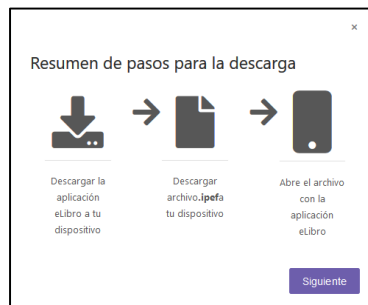 ×
Resumen de pasos para la descarga
Descargar la
aplicación
eLibro a tu
dispositivo
Descargar
archivo.ipefa
tu dispositivo
Abre el archivo
con la
aplicación
eLibro
Siguiente